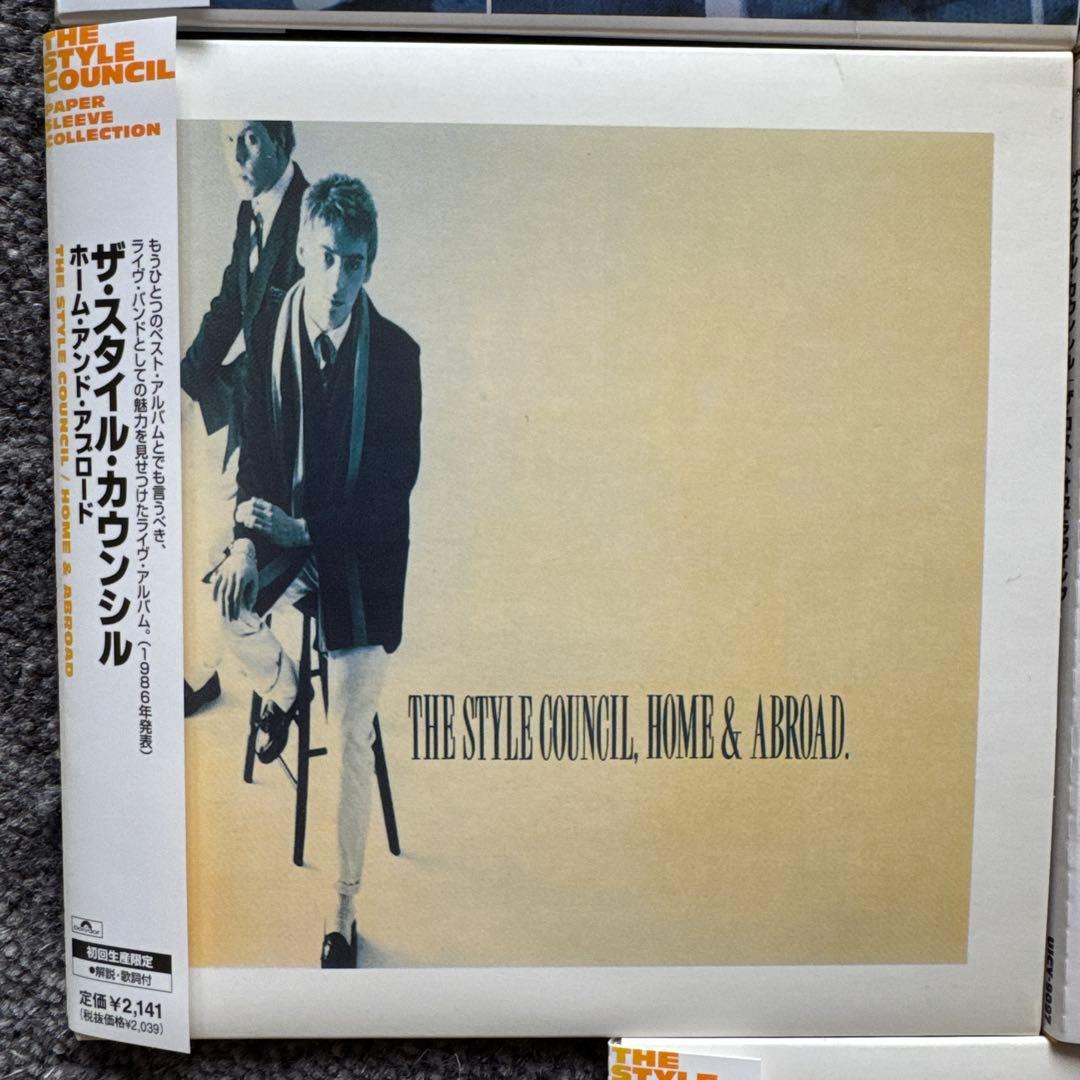 THE
STYLE
COUNCIL
PAPER
SLEEVE
COLLECTION
もうひとつのベスト・アルバムとでも言うべき、
ライヴ・バンドとしての魅力を見せつけたライヴ・アルバム。(1986年発表)
ザ・スタイル・カウンシル
ホーム・アンド・アブロード
THE STYLE COUNCIL / HOME & ABROAD
Polydor
初回生産限定
●解説・歌詞付
定価¥2,141
(税抜価格¥2,039)
THE STYLE COUNCIL, HOME & ABROAD.
UICY-9097
THE
STYLE